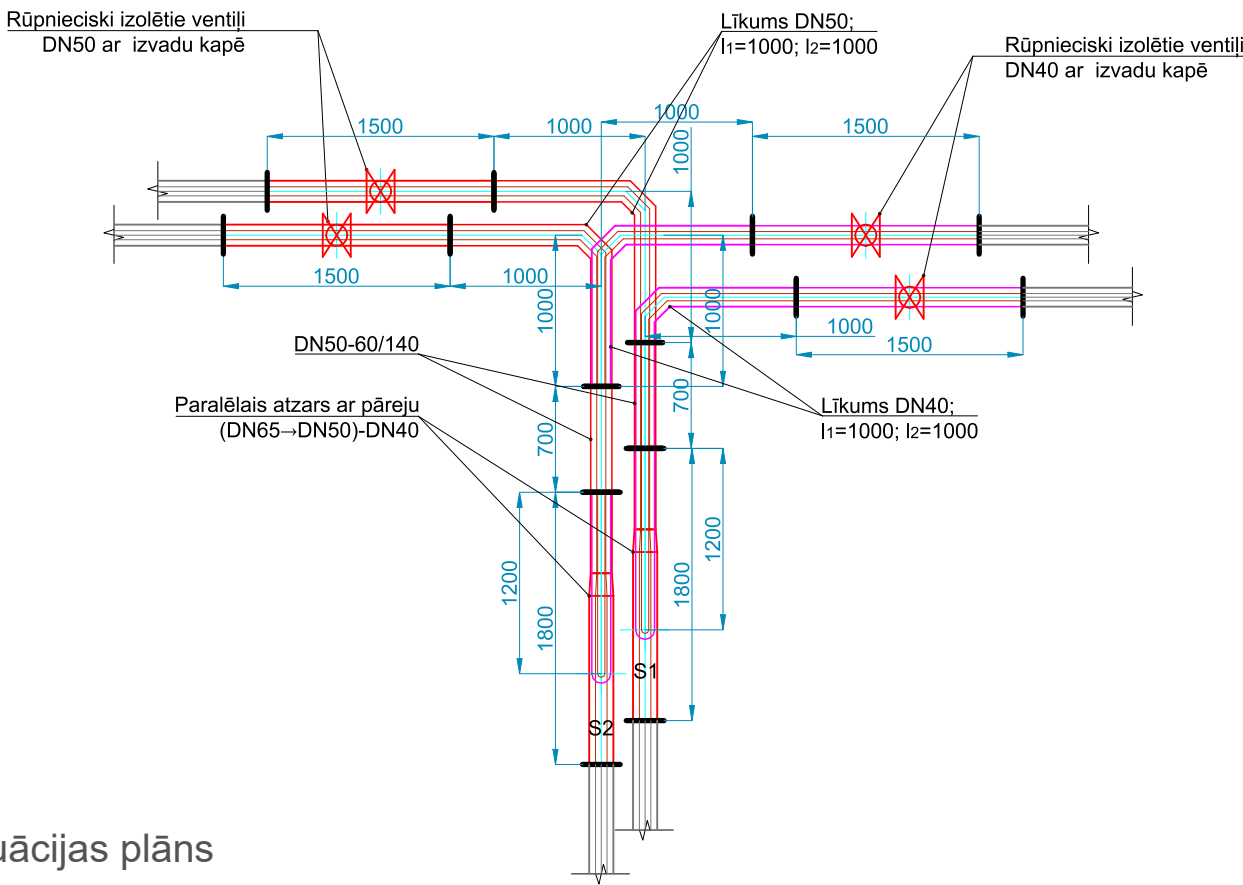 Rūpnieciski izolētie ventiļi
DN50 ar izvadu kapē
Līkums DN50;
l1=1000; l2=1000
Rūpnieciski izolētie ventiļi
DN40 ar izvadu kapē
1500
1000
1000
1500
1000
1500
1000
1000
1000
1000
1500
DN50-60/140
700
700
Paralēlais atzars ar pāreju
(DN65→DN50)-DN40
Līkums DN40;
l1=1000; l2=1000
1200
1800
1200
1800
S1
S2
uācijas plāns